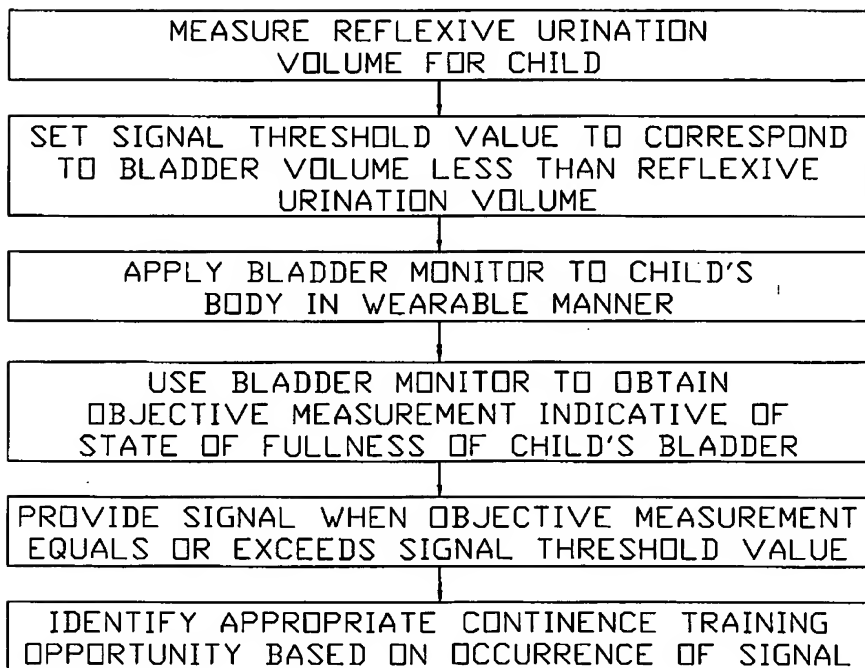 MEASURE REFLEXIVE URINATION
VOLUME FOR CHILD
SET SIGNAL THRESHOLD VALUE TO CORRESPOND
TO BLADDER VOLUME LESS THAN REFLEXIVE
URINATION VOLUME
APPLY BLADDER MONITOR TO CHILD'S
BODY IN WEARABLE MANNER
USE BLADDER MONITOR TO OBTAIN
OBJECTIVE MEASUREMENT INDICATIVE OF
STATE OF FULLNESS OF CHILD'S BLADDER
PROVIDE SIGNAL WHEN OBJECTIVE MEASUREMENT
EQUALS OR EXCEEDS SIGNAL THRESHOLD VALUE
IDENTIFY APPROPRIATE CONTINENCE TRAINING
OPPORTUNITY BASED ON OCCURRENCE OF SIGNAL